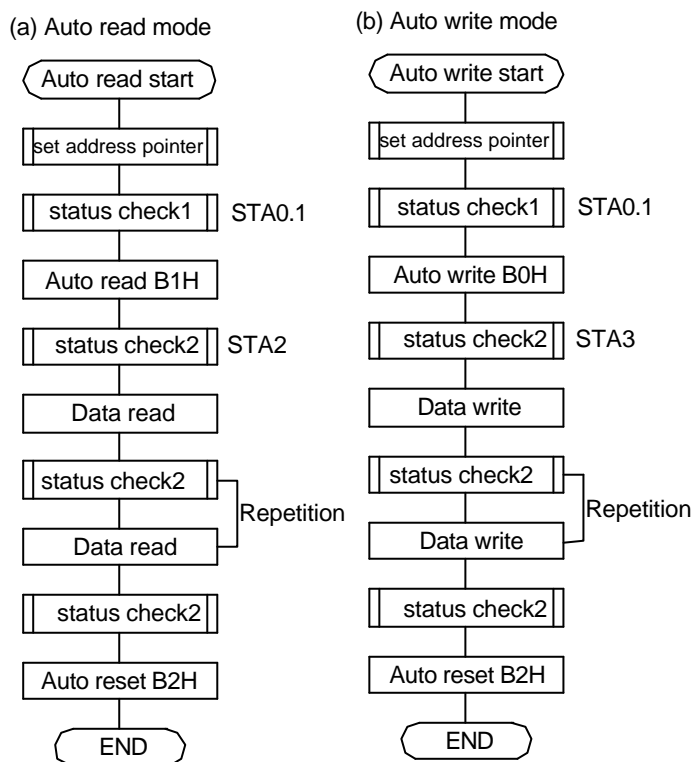 (a) Auto read mode
Auto read start
set address pointer
status check1
STA0.1
Auto read B1H
status check2
STA2
Data read
status check2
Repetition
Data read
status check2
Auto reset B2H
END
(b) Auto write mode
Auto write start
set address pointer
status check1
STA0.1
Auto write B0H
status check2
STA3
Data write
status check2
Repetition
Data write
status check2
Auto reset B2H
END